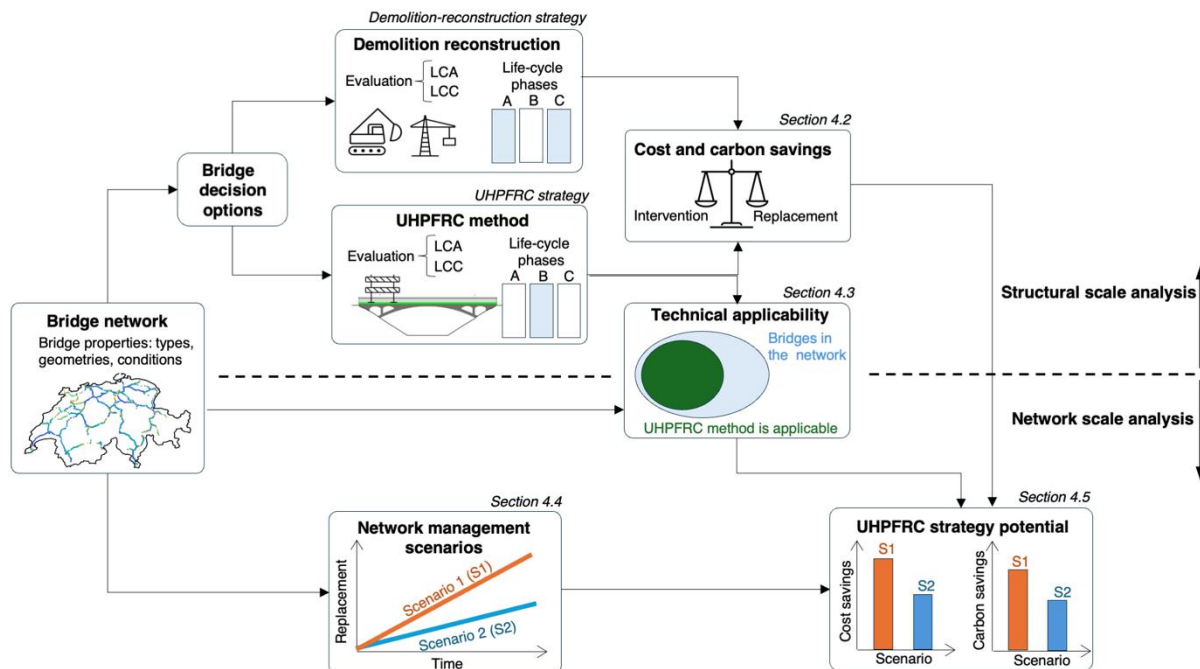 Demolition-reconstruction strategy
Demolition reconstruction
Evaluation
LCA
LCC
Life-cycle
phases
A B C
Section 4.2
Cost and carbon savings
Intervention
Replacement
Bridge
decision
options
UHPFRC strategy
UHPFRC method
Evaluation
LCA
LCC
Life-cycle
phases
A B C
Structural scale analysis
Section 4.3
Technical applicability
Bridges in
the network
UHPFRC method is applicable
Bridge network
Bridge properties: types,
geometries, conditions
Network scale analysis
Section 4.4
Network management
scenarios
Replacement
Scenario 1 (S1)
Scenario 2 (S2)
Time
Section 4.5
UHPFRC strategy potential
Cost savings
S1
S2
Scenario
Carbon savings
S1
S2
Scenario